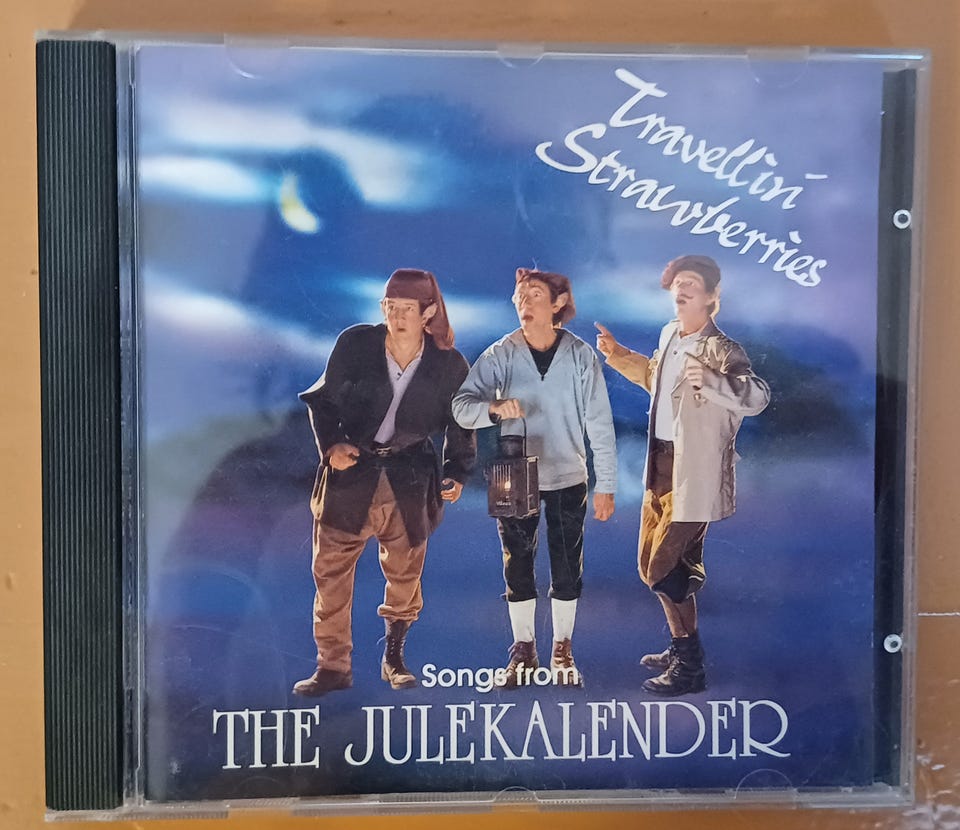 Travellin'
Strawberries
Songs from
THE JULEKALENDER